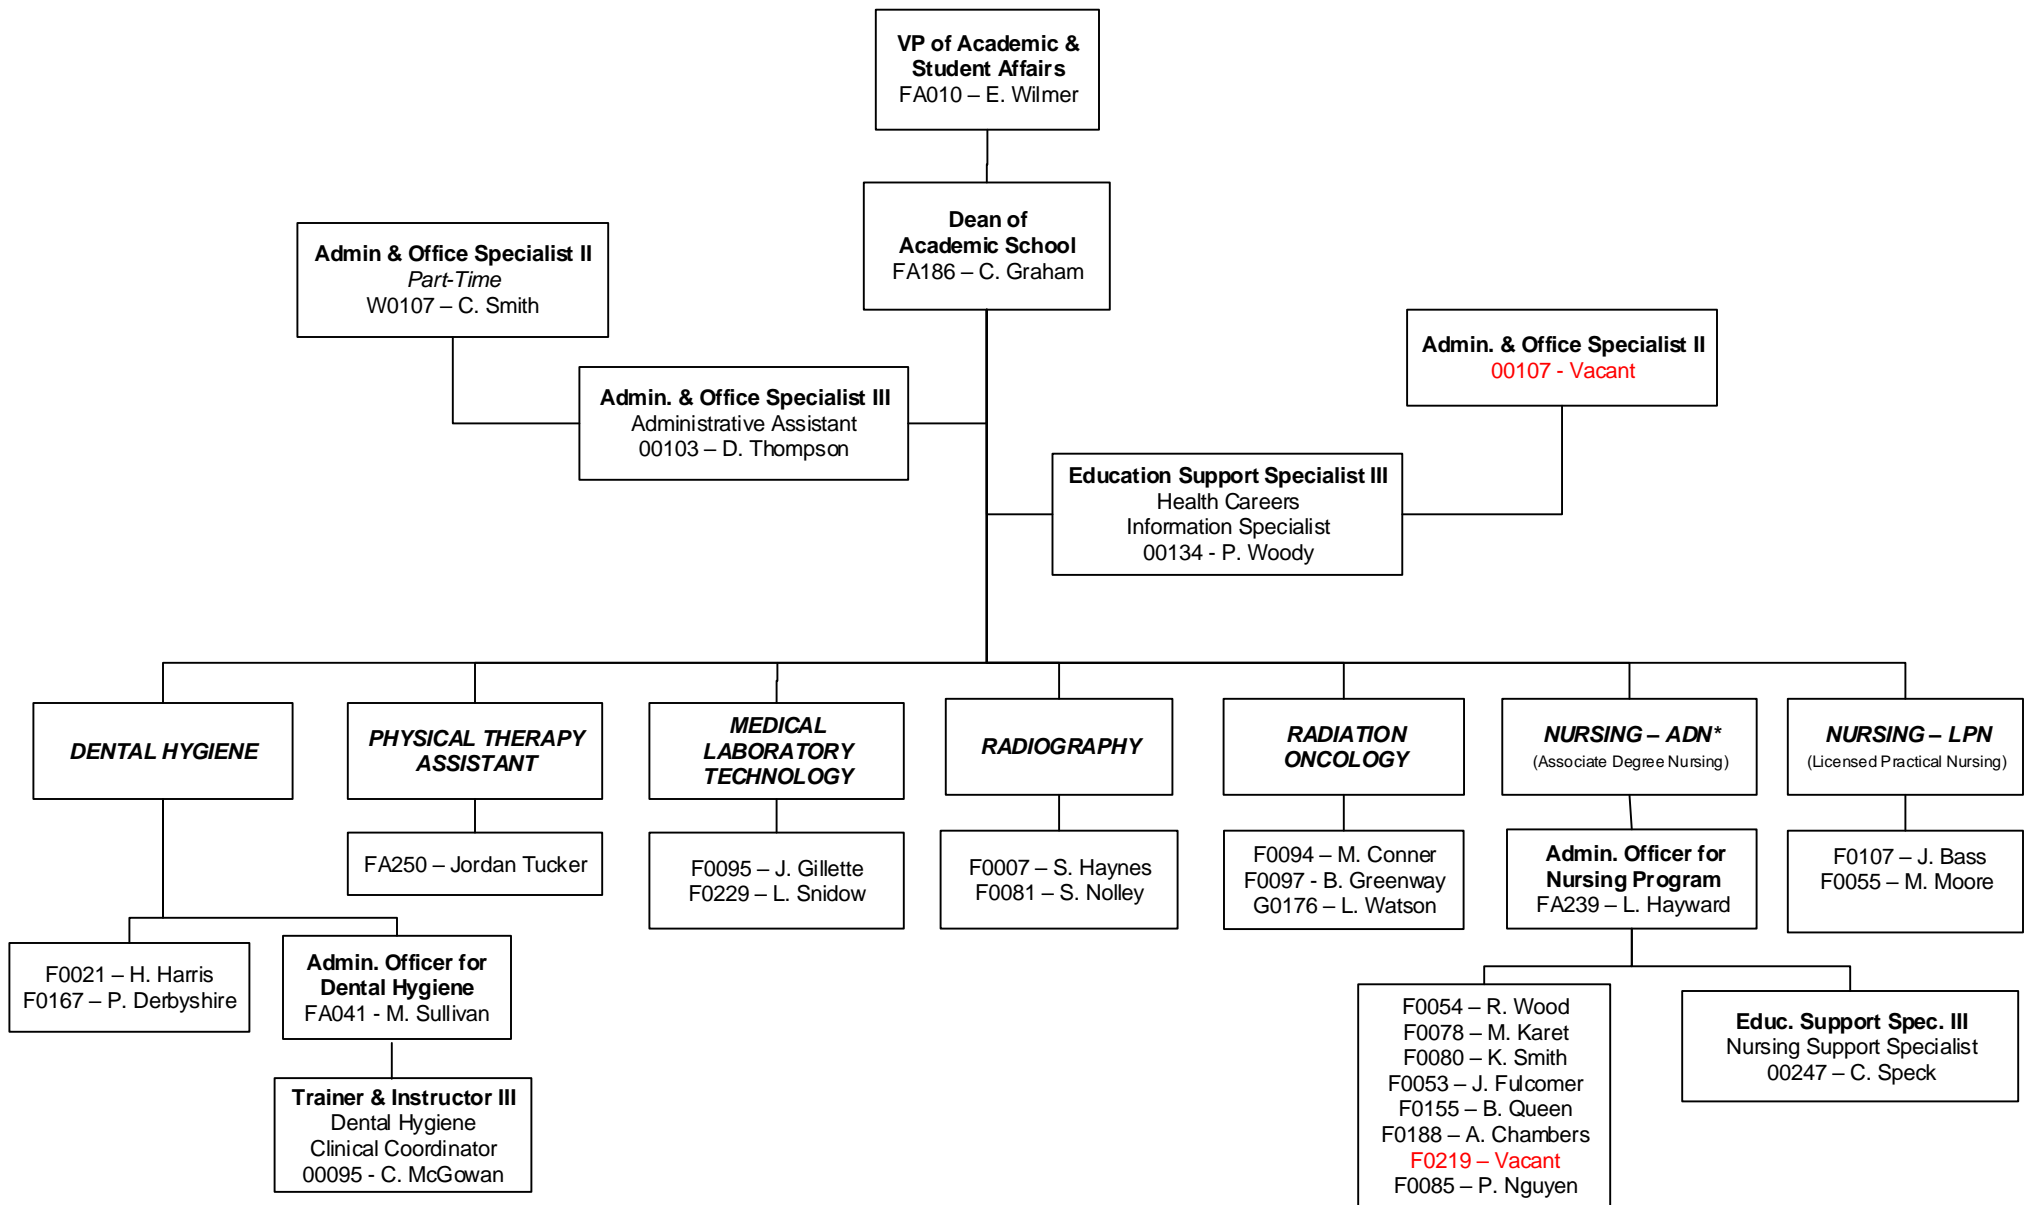 VP of Academic &
Student Affairs
FA010 – E. Wilmer
Dean of
Academic School
FA186 – C. Graham
Admin & Office Specialist II
Part-Time
W0107 – C. Smith
Admin. & Office Specialist II
00107 - Vacant
Admin. & Office Specialist III
Administrative Assistant
00103 – D. Thompson
Education Support Specialist III
Health Careers
Information Specialist
00134 - P. Woody
DENTAL HYGIENE
PHYSICAL THERAPY
ASSISTANT
MEDICAL
LABORATORY
TECHNOLOGY
RADIOGRAPHY
RADIATION
ONCOLOGY
NURSING – ADN*
(Associate Degree Nursing)
NURSING – LPN
(Licensed Practical Nursing)
FA250 – Jordan Tucker
F0095 – J. Gillette
F0229 – L. Snidow
F0007 – S. Haynes
F0081 – S. Nolley
F0094 – M. Conner
F0097 - B. Greenway
G0176 – L. Watson
Admin. Officer for
Nursing Program
FA239 – L. Hayward
F0107 – J. Bass
F0055 – M. Moore
F0021 – H. Harris
F0167 – P. Derbyshire
Admin. Officer for
Dental Hygiene
FA041 - M. Sullivan
Trainer & Instructor III
Dental Hygiene
Clinical Coordinator
00095 - C. McGowan
F0054 – R. Wood
F0078 – M. Karet
F0080 – K. Smith
F0053 – J. Fulcomer
F0155 – B. Queen
F0188 – A. Chambers
F0219 – Vacant
F0085 – P. Nguyen
Educ. Support Spec. III
Nursing Support Specialist
00247 – C. Speck